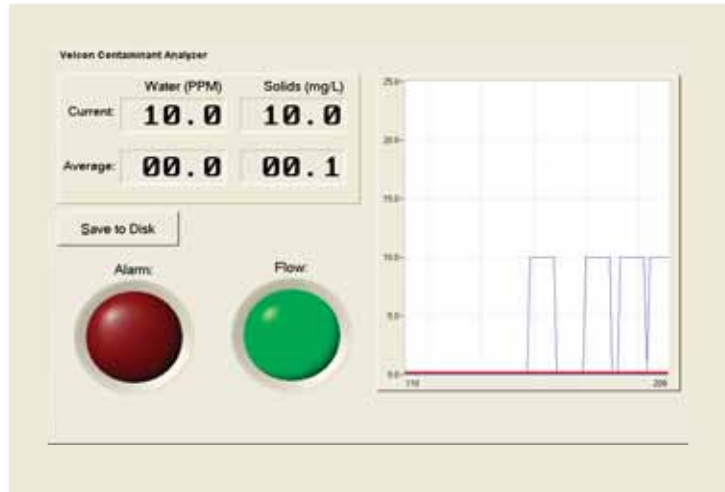 Velcon Contaminant Analyzer
Water (PPM) Solids (mg/L)
Current: 10.0 10.0
Average: 00.0 00.1
Save to Disk
Alarm: Flow:
25.0
20.0
15.0
10.0
5.0
0.0
110 209